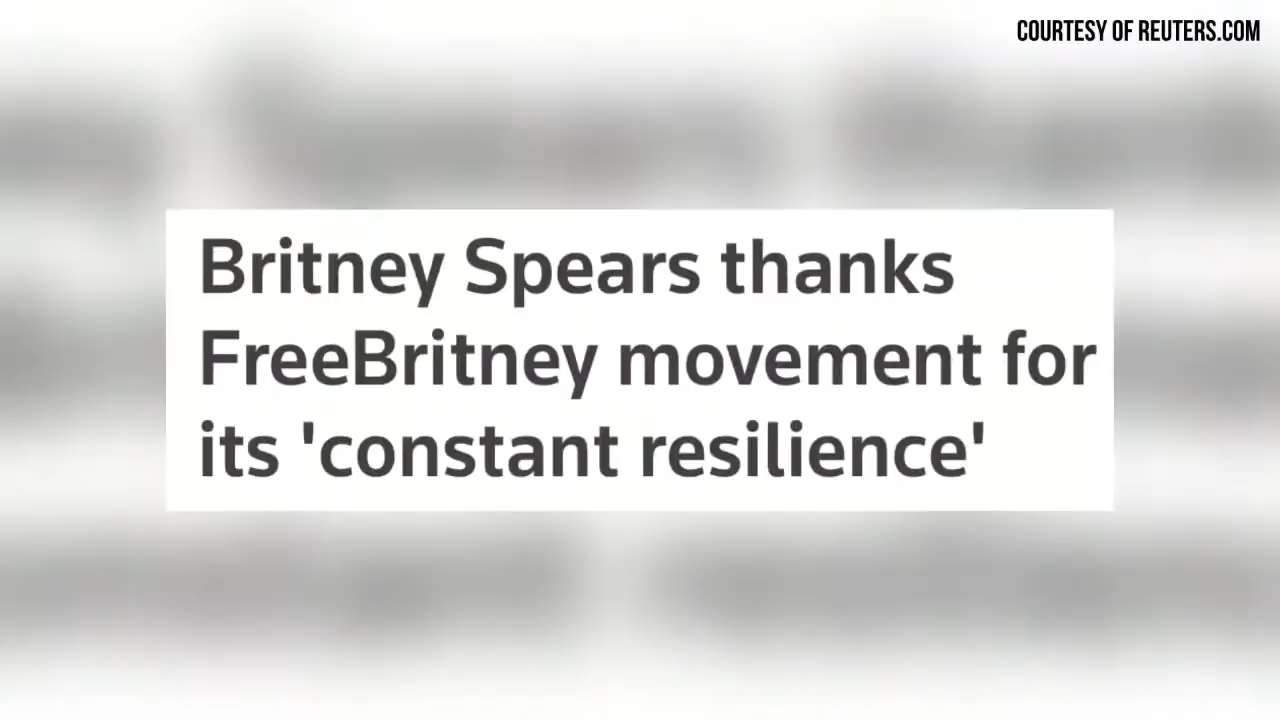 COURTESY OF REUTERS.COM
Britney Spears thanks
FreeBritney movement for
its 'constant resilience'